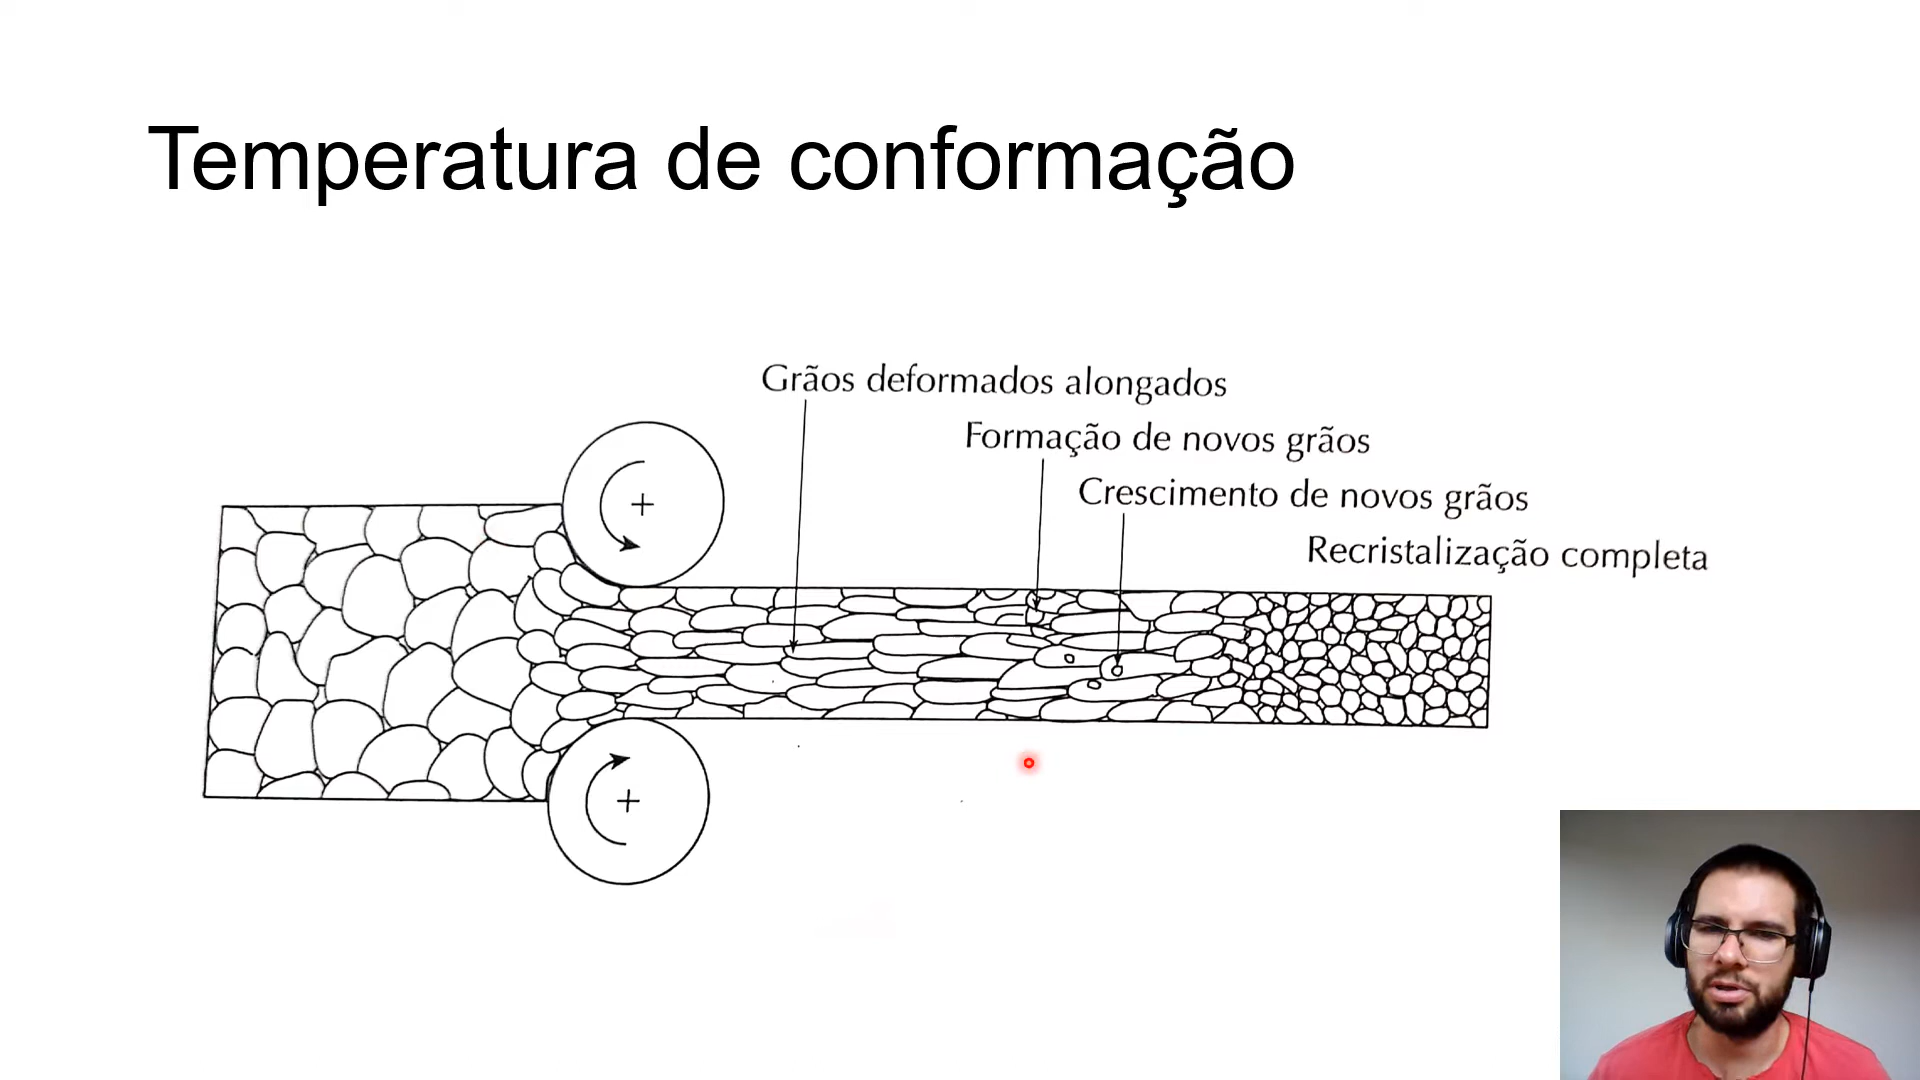 Temperatura de conformação
Grãos deformados alongados
Formação de novos grãos
Crescimento de novos grãos
Recristalização completa